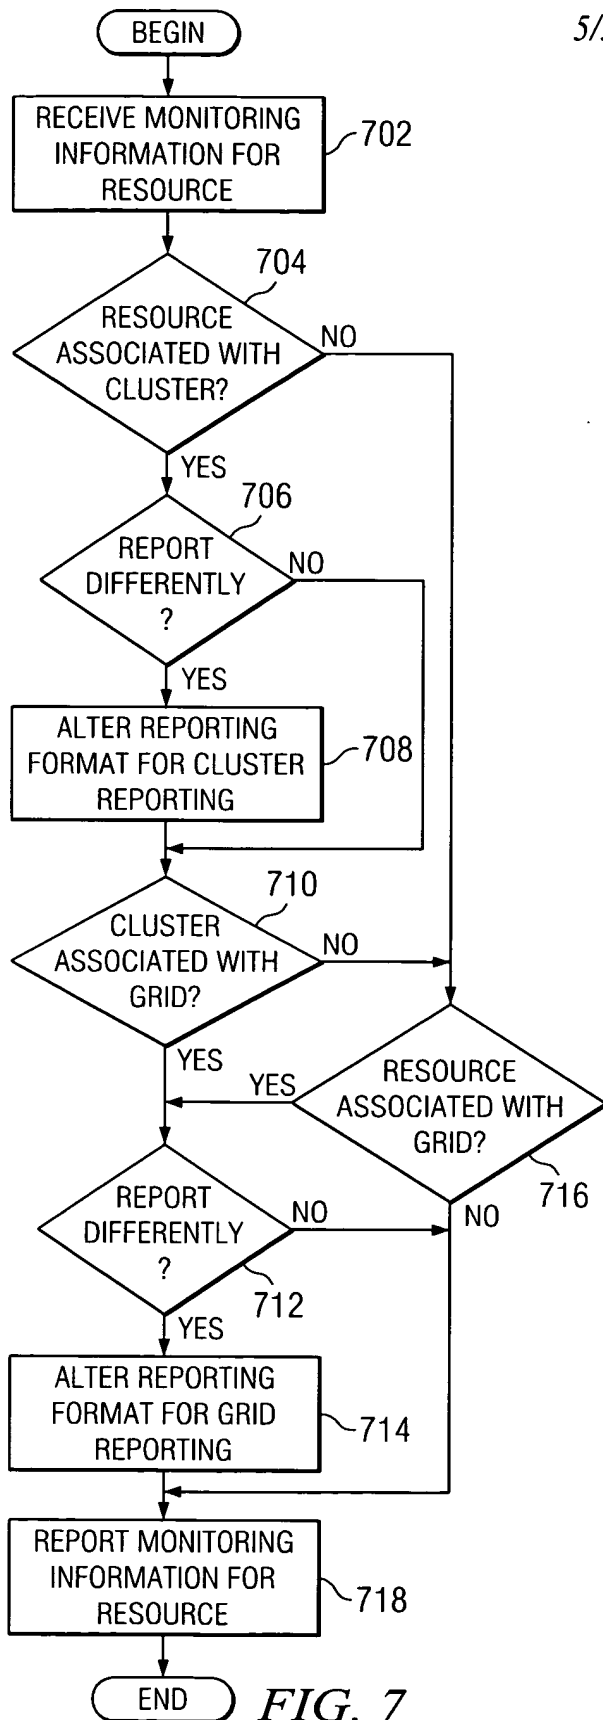 BEGIN
5/
RECEIVE MONITORING
INFORMATION FOR
RESOURCE
702
704
RESOURCE
ASSOCIATED WITH
CLUSTER?
NO
YES
706
REPORT
DIFFERENTLY
?
NO
YES
ALTER REPORTING
FORMAT FOR CLUSTER
REPORTING
708
710
CLUSTER
ASSOCIATED WITH
GRID?
NO
YES
YES
RESOURCE
ASSOCIATED WITH
GRID?
716
NO
REPORT
DIFFERENTLY
?
NO
712
YES
ALTER REPORTING
FORMAT FOR GRID
REPORTING
714
REPORT MONITORING
INFORMATION FOR
RESOURCE
718
END
FIG. 7